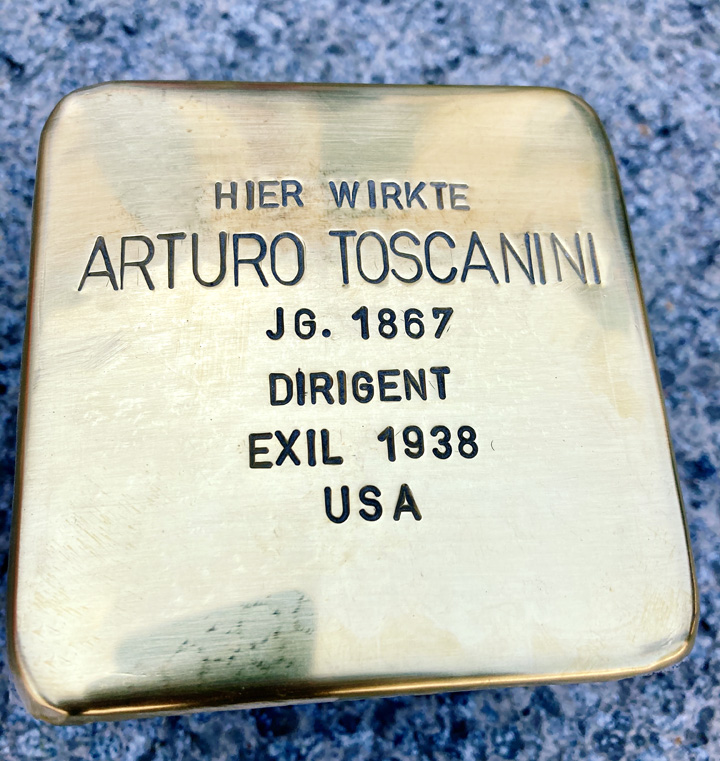 HIER WIRKTE
ARTURO TOSCANINI
JG. 1867
DIRIGENT
EXIL 1938
USA